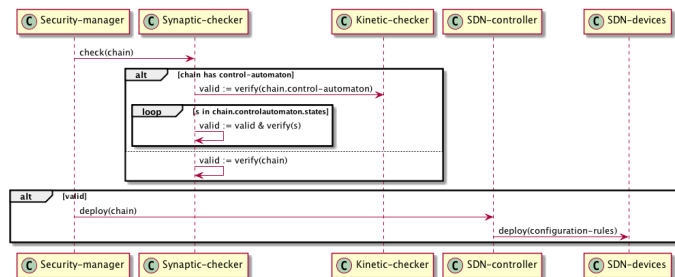 C Security-manager C Synaptic-checker C Kinetic-checker C SDN-controller C SDN-devices
check(chain)
alt [chain has control-automaton]
valid := verify(chain.control-automaton)
loop [s in chain.controlautomaton.states]
valid := valid & verify(s)
valid := verify(chain)
alt [valid]
deploy(chain)
deploy(configuration-rules)
C Security-manager C Synaptic-checker C Kinetic-checker C SDN-controller C SDN-devices